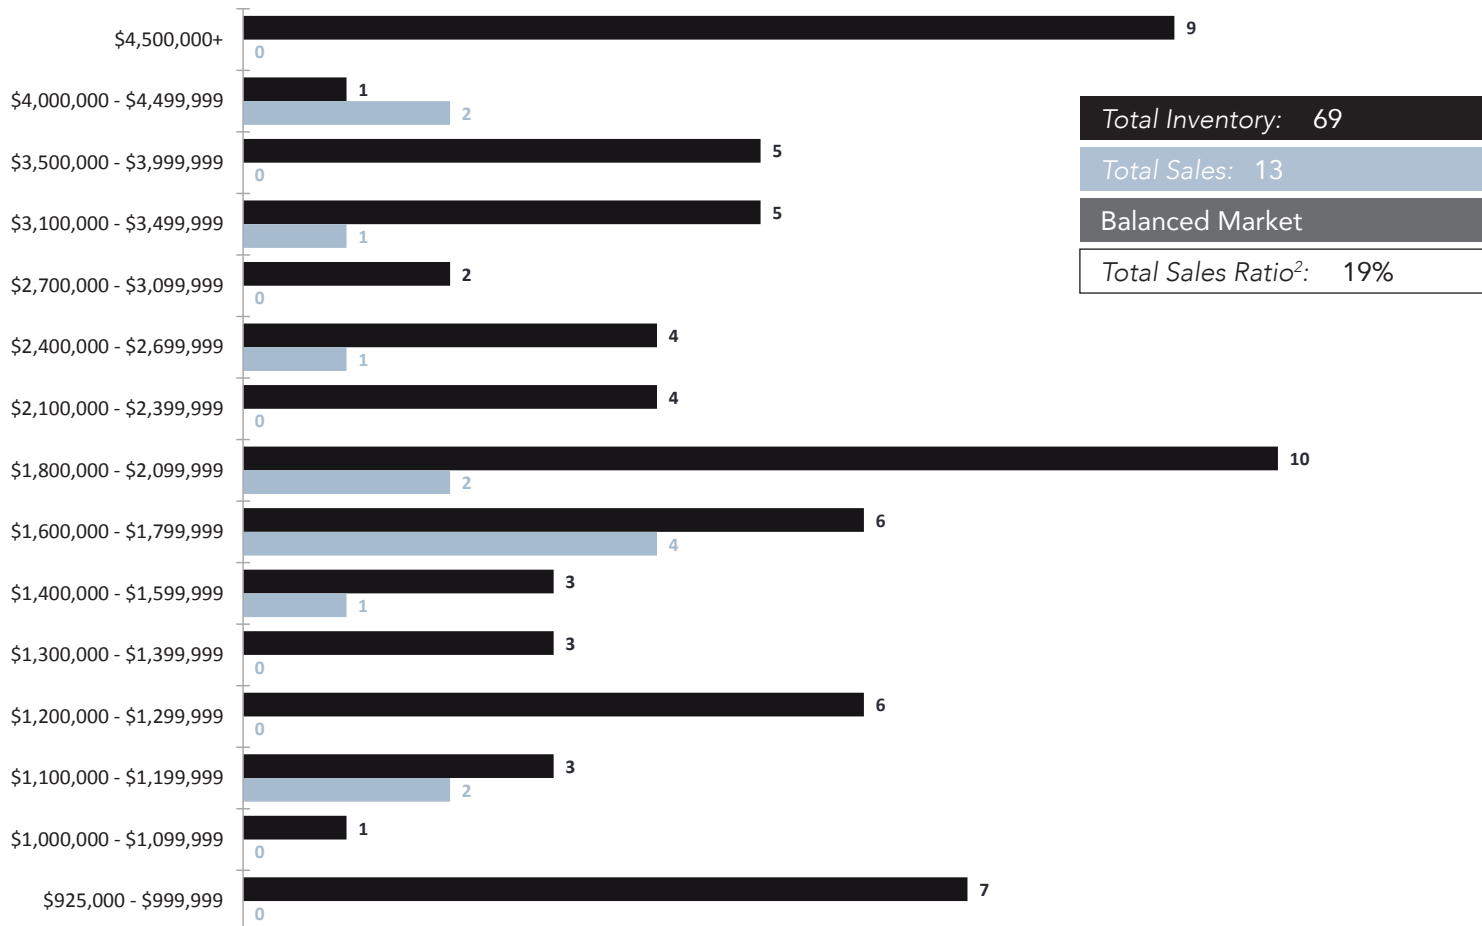 $4,500,000+ 9
0
$4,000,000 - $4,499,999 1
2
$3,500,000 - $3,999,999 5
0
$3,100,000 - $3,499,999 5
1
$2,700,000 - $3,099,999 2
0
$2,400,000 - $2,699,999 4
1
$2,100,000 - $2,399,999 4
0
$1,800,000 - $2,099,999 10
2
$1,600,000 - $1,799,999 6
4
$1,400,000 - $1,599,999 3
1
$1,300,000 - $1,399,999 3
0
$1,200,000 - $1,299,999 6
0
$1,100,000 - $1,199,999 3
2
$1,000,000 - $1,099,999 1
0
$925,000 - $999,999 7
0
Total Inventory: 69
Total Sales: 13
Balanced Market
Total Sales Ratio²: 19%